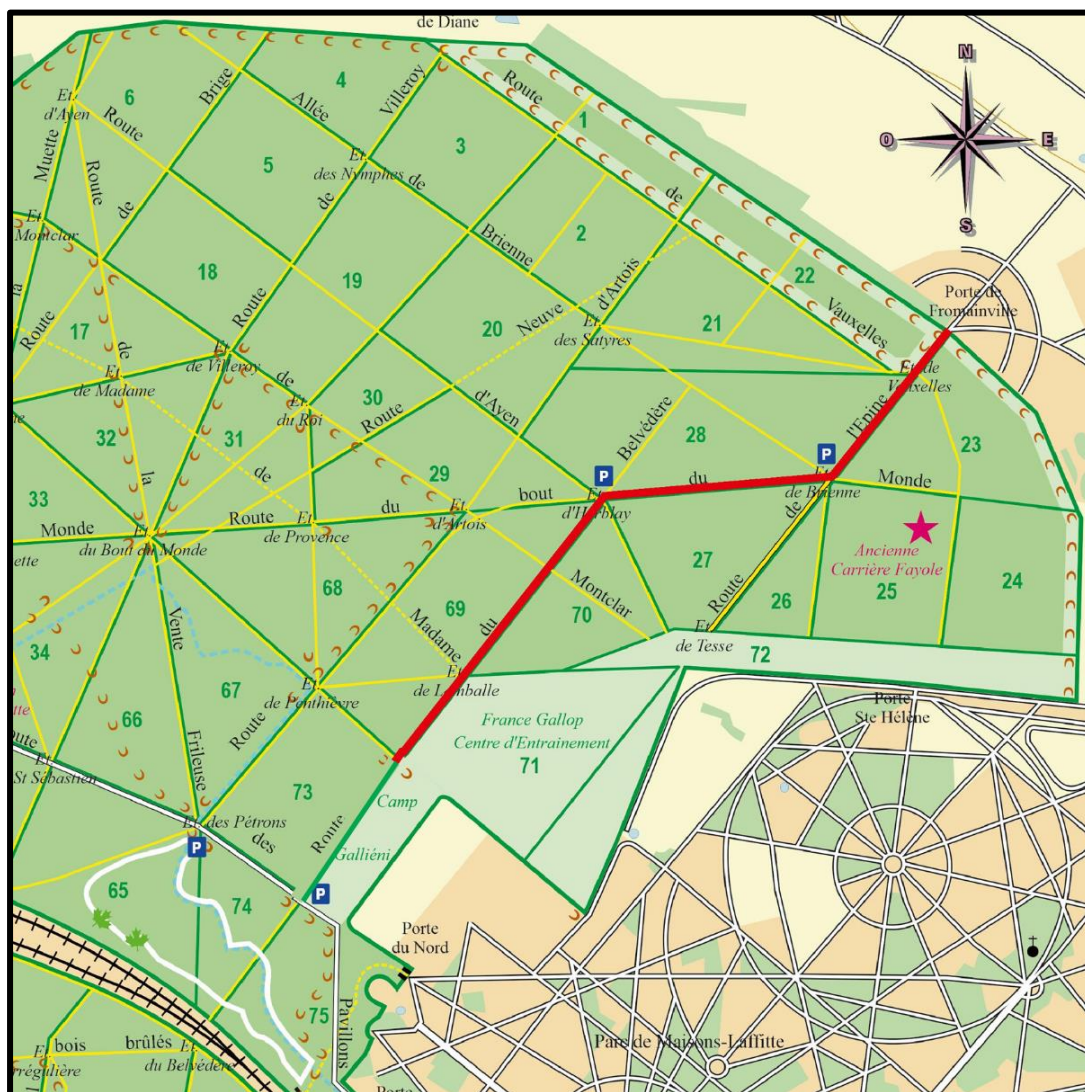 de Diane
N
O
E
S
6
4
Brige
Villeroy
Route
1
Et.
d'Ayen
Route
Allée
3
Muette
Route
5
Et.
des Nymphes
de
de
de
de
Et.
Montclar
Brienne
2
18
19
d'Artois
22
la
Route
17
Route
20
Neuve
21
Porte de
Fromainville
Vauxelles
Et.
de Villeroy
Et.
des Satyres
de
Et.
de Madame
de
Et.
du Roi
30
Route
d'Ayen
Et. de
Vauxelles
l'Epine
Belvédère
28
23
32
31
de
29
P
P
33
la
bout
Et.
d'Herblay
du
Et.
de Brienne
Monde
Monde
Et.
du Bout du Monde
Route
Et.
de Provence
du
Et.
d'Artois
de
Ancienne
Carrière Fayole
27
25
24
68
69
Madame
du
Montclar
70
Route
26
Vente
Et.
de Tesse
34
72
67
Et.
de Penthièvre
Et.
de Lamballe
Route
66
Frileuse
France Gallop
Centre d'Entrainement
71
Porte
Ste Hélène
Et.
St Sébastien
73
Camp
Galliéni
Et. des Pétrons
des
Route
P
65
74
P
Porte
du Nord
75
Pavillons
bois
brûlés
Et.
du Belvédère
Et.
Parc de Maisons-Laffitte
Porte